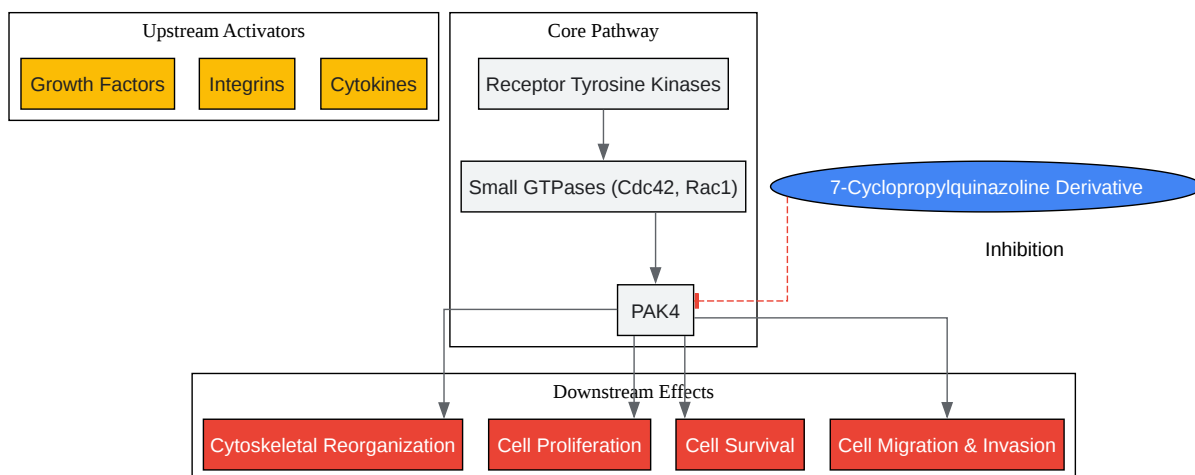 Upstream Activators
Growth Factors
Integrins
Cytokines
Core Pathway
Receptor Tyrosine Kinases
Small GTPases (Cdc42, Rac1)
7-Cyclopropylquinazoline Derivative
Inhibition
PAK4
Downstream Effects
Cytoskeletal Reorganization
Cell Proliferation
Cell Survival
Cell Migration & Invasion